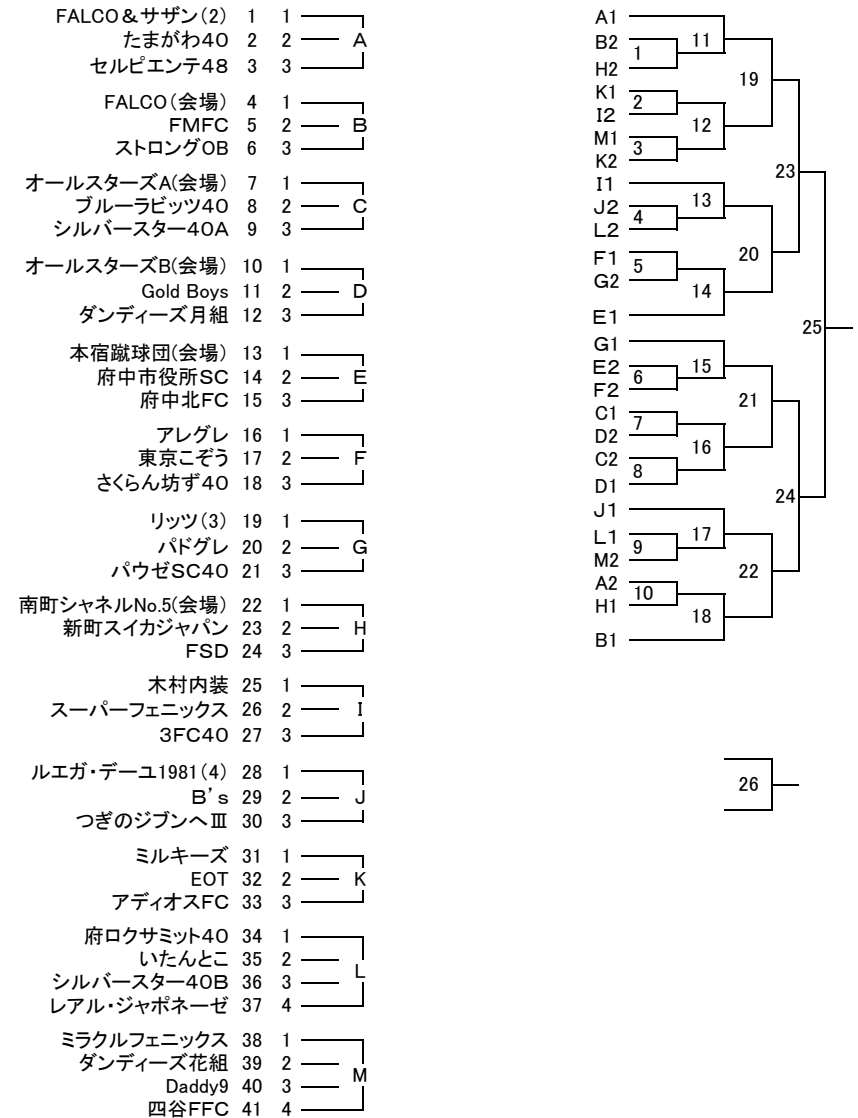 FALCO＆サザン（2） 1 1
たまがわ40 2 2 A
セルピエンテ48 3 3
FALCO（会場） 4 1
FMFC 5 2 B
ストロングOB 6 3
オールスターズA(会場) 7 1
ブルーラビッツ40 8 2 C
シルバースター40A 9 3
オールスターズB(会場) 10 1
Gold Boys 11 2 D
ダンディーズ月組 12 3
本宿蹴球団(会場) 13 1
府中市役所SC 14 2 E
府中北FC 15 3
アレグレ 16 1
東京こぞう 17 2 F
さくらん坊ず40 18 3
リッツ（3） 19 1
パドグレ 20 2 G
パウゼSC40 21 3
南町シャネルNo.5(会場) 22 1
新町スイカジャパン 23 2 H
FSD 24 3
木村内装 25 1
スーパーフェニックス 26 2 I
3FC40 27 3
ルエガ・デーユ1981（4） 28 1
B’s 29 2 J
つぎのジブンへⅢ 30 3
ミルキーズ 31 1
EOT 32 2 K
アディオスFC 33 3
府ロクサミット40 34 1
いたんとこ 35 2
L
シルバースター40B 36 3
レアル・ジャポネーゼ 37 4
ミラクルフェニックス 38 1
ダンディーズ花組 39 2
M
Daddy9 40 3
四谷FFC 41 4
A1
B2
1
11
H2
19
K1
2
I2
12
M1
3
K2
23
I1
13
J2
4
L2
20
F1
5
G2
14
E1
25
G1
E2
15
6
F2
21
C1
7
D2
16
C2
8
D1
24
J1
L1
17
9
M2
22
A2
10
H1
18
B1
26